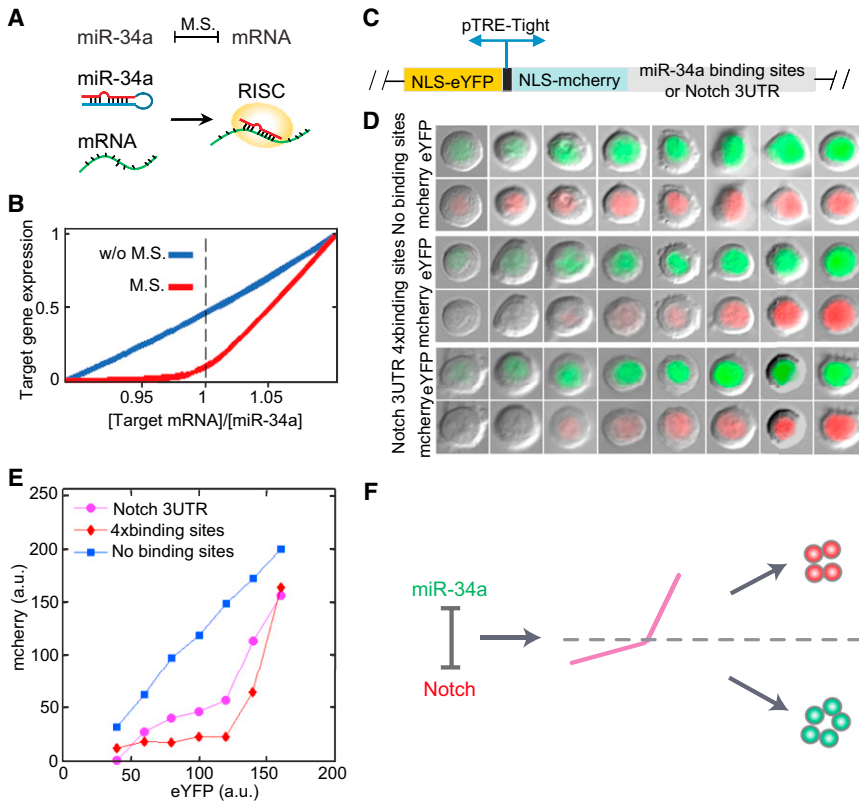 A
miR-34a M.S. mRNA
miR-34a
RISC
mRNA
B
Target gene expression
1
0.5
0
w/o M.S.
M.S.
0.95 1 1.05
[Target mRNA]/[miR-34a]
C
pTRE-Tight
NLS-eYFP
NLS-mcherry
miR-34a binding sites
or Notch 3UTR
D
No binding sites
eYFP
mcherry
4xbinding sites
eYFP
mcherry
Notch 3UTR
eYFP
mcherry
E
mcherry (a.u.)
250
200
150
100
50
0
Notch 3UTR
4xbinding sites
No binding sites
0 50 100 150 200
eYFP (a.u.)
F
miR-34a
Notch